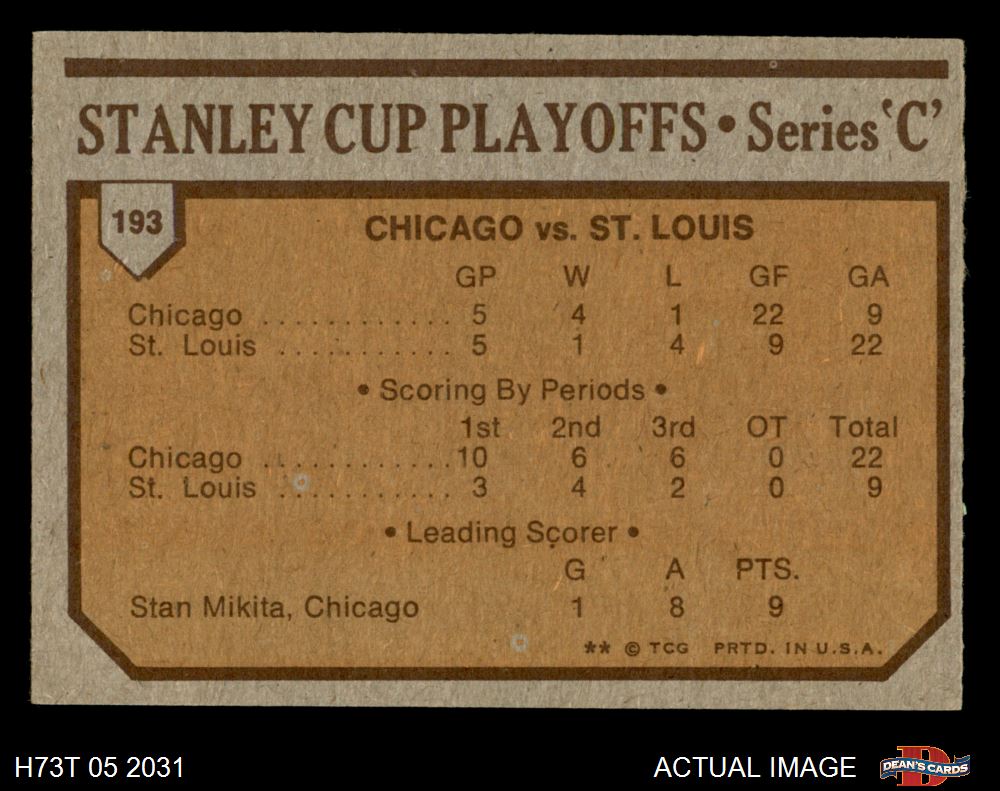 STANLEY CUP PLAYOFFS • Series 'C'
193
CHICAGO vs. ST. LOUIS
GP W L GF GA
Chicago . . . . . . . . . . . . 5 4 1 22 9
St. Louis . . . . . . . . . . . 5 1 4 9 22
• Scoring By Periods •
1st 2nd 3rd OT Total
Chicago . . . . . . . . . . . . 10 6 6 0 22
St. Louis . . . . . . . . . . . 3 4 2 0 9
• Leading Scorer •
G A PTS.
Stan Mikita, Chicago 1 8 9
** © TCG PRTD. IN U.S.A.
H73T 05 2031
ACTUAL IMAGE
D
DEAN'S CARDS